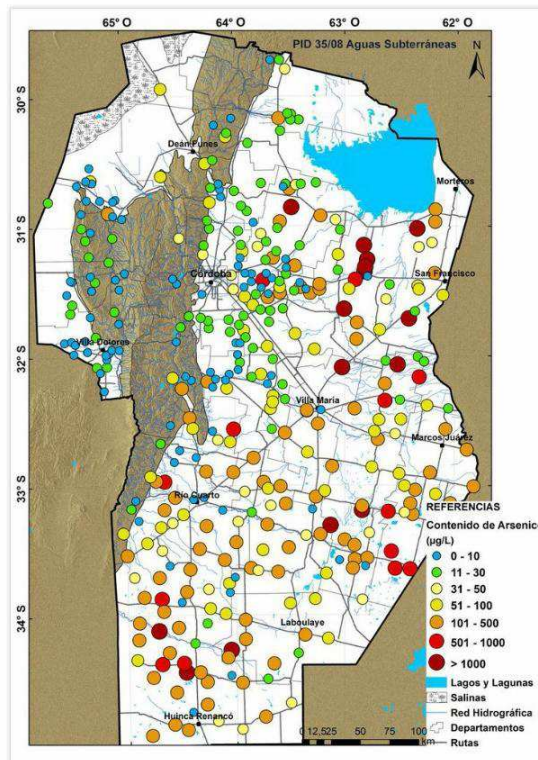 65° O 64° O 63° O 62° O
PID 35/08 Aguas Subterráneas
N
30° S
31° S
32° S
33° S
34° S
Deán Funes
Morteros
Córdoba
San Francisco
Villa Dolores
Villa María
Marcos Juárez
Río Cuarto
Laboulaye
Huinca Renancó
REFERENCIAS
Contenido de Arsenico
(µg/L)
0 - 10
11 - 30
31 - 50
51 - 100
101 - 500
501 - 1000
> 1000
Lagos y Lagunas
Salinas
Red Hidrográfica
Departamentos
Rutas
0 12,525 50 75 100
km